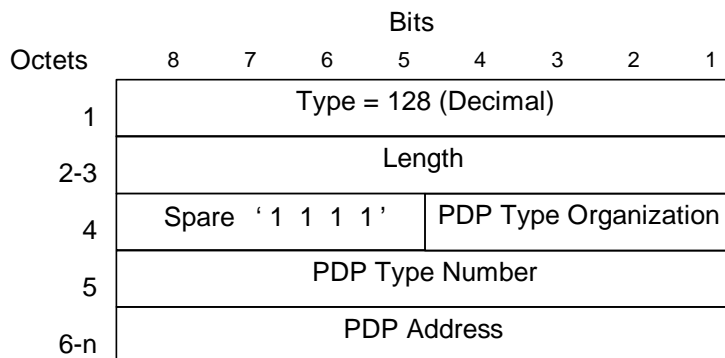 Bits
Octets 8 7 6 5 4 3 2 1
1 Type = 128 (Decimal)
2-3 Length
4 Spare ‘ 1 1 1 1 ’ PDP Type Organization
5 PDP Type Number
6-n PDP Address